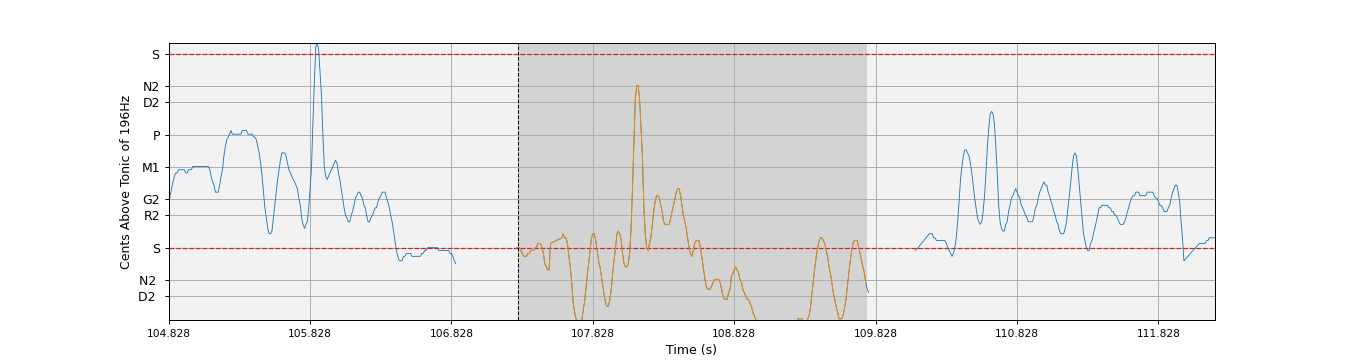 Cents Above Tonic of 196Hz
S
N2
D2
P
M1
G2
R2
S
N2
D2
104.828 105.828 106.828 107.828 108.828 109.828 110.828 111.828
Time (s)